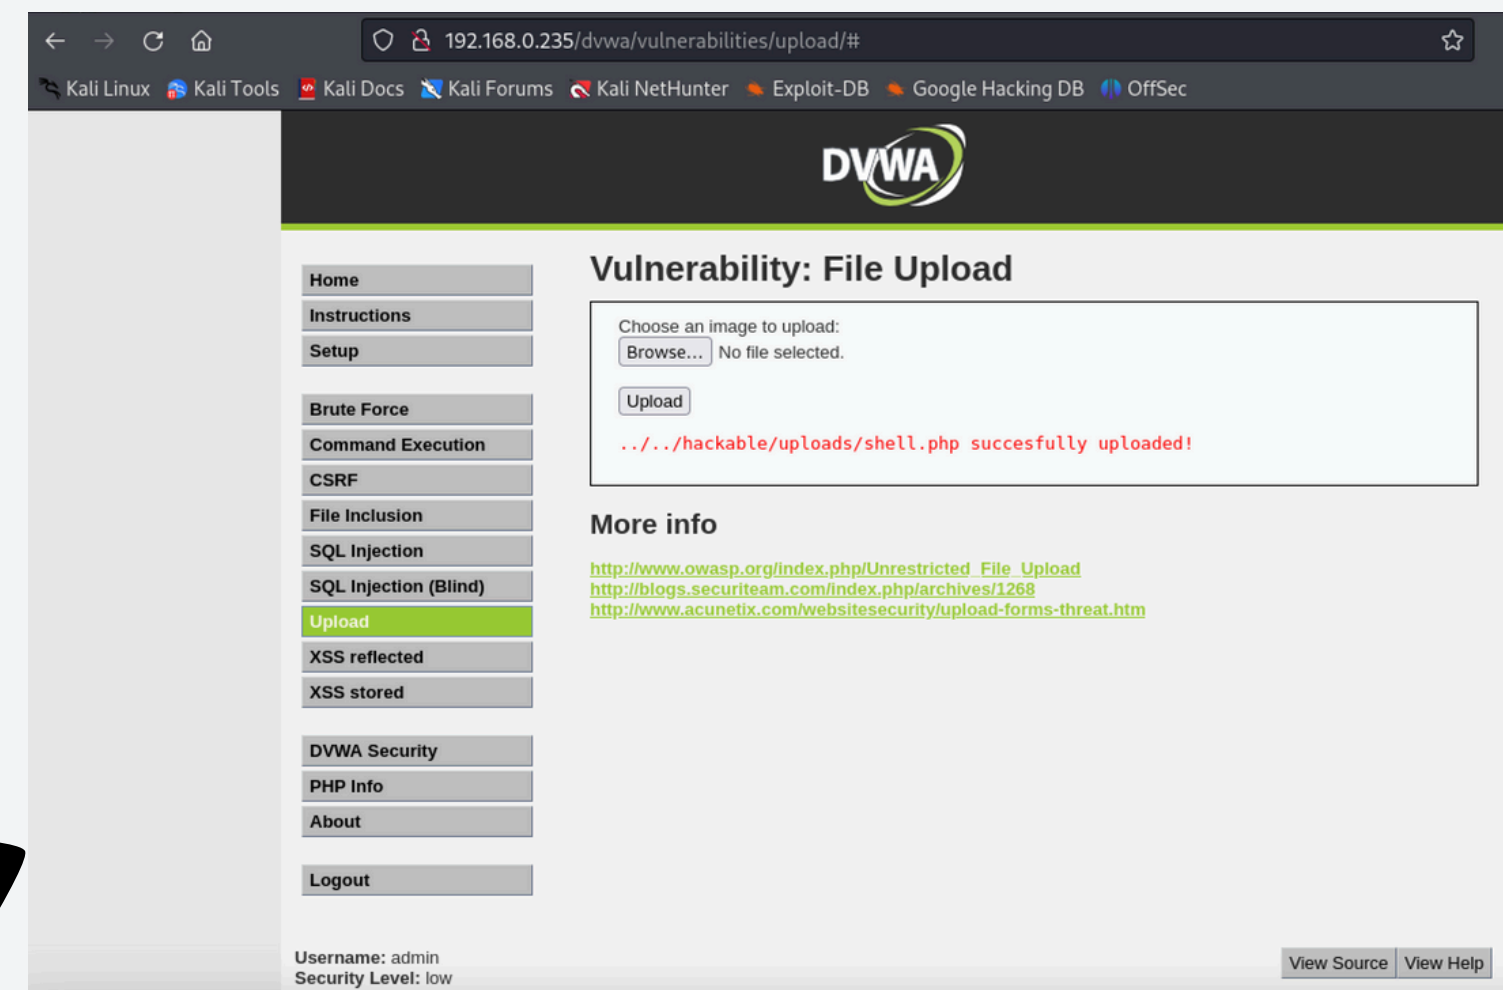 192.168.0.235/dvwa/vulnerabilities/upload/#
Kali Linux Kali Tools Kali Docs Kali Forums Kali NetHunter Exploit-DB Google Hacking DB OffSec
DVWA
Home
Instructions
Setup
Brute Force
Command Execution
CSRF
File Inclusion
SQL Injection
SQL Injection (Blind)
Upload
XSS reflected
XSS stored
DVWA Security
PHP Info
About
Logout
Vulnerability: File Upload
Choose an image to upload:
Browse... No file selected.
Upload
../../hackable/uploads/shell.php succesfully uploaded!
More info
http://www.owasp.org/index.php/Unrestricted_File_Upload
http://blogs.securiteam.com/index.php/archives/1268
http://www.acunetix.com/websitesecurity/upload-forms-threat.htm
Username: admin
Security Level: low
View Source View Help